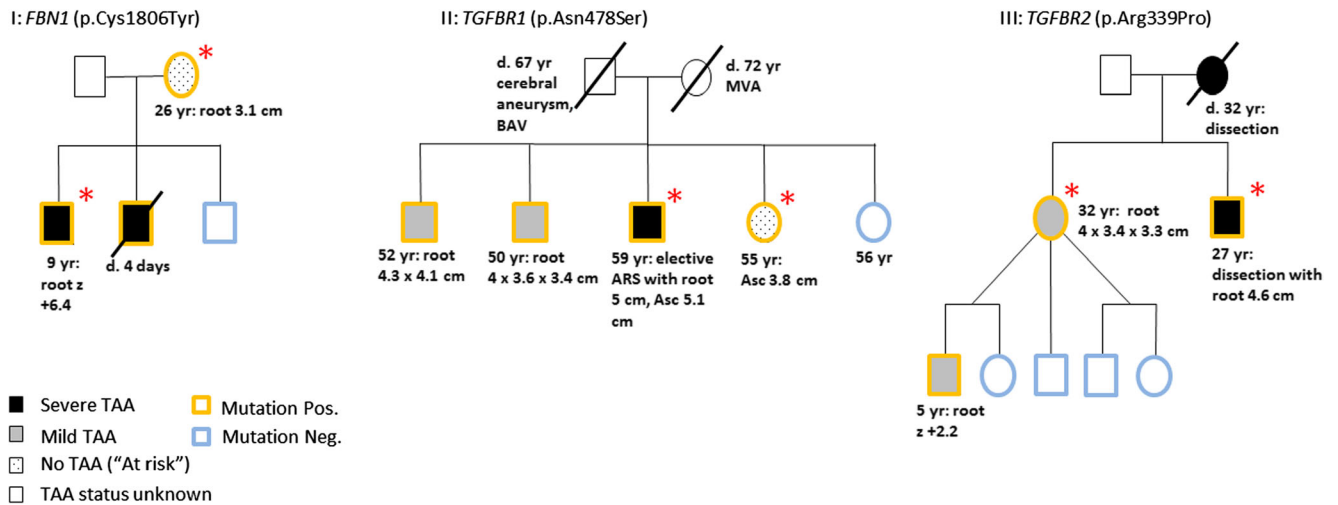 I: FBN1 (p.Cys1806Tyr)
*
26 yr: root 3.1 cm
*
9 yr:
root z
+6.4
d. 4 days
II: TGFBR1 (p.Asn478Ser)
d. 67 yr
cerebral
aneurysm,
BAV
d. 72 yr
MVA
*
*
52 yr: root
4.3 x 4.1 cm
50 yr: root
4 x 3.6 x 3.4 cm
59 yr: elective
ARS with root
5 cm, Asc 5.1
cm
55 yr:
Asc 3.8 cm
56 yr
III: TGFBR2 (p.Arg339Pro)
d. 32 yr:
dissection
*
*
32 yr: root
4 x 3.4 x 3.3 cm
27 yr:
dissection with
root 4.6 cm
5 yr: root
z +2.2
Severe TAA
Mild TAA
No TAA ("At risk")
TAA status unknown
Mutation Pos.
Mutation Neg.